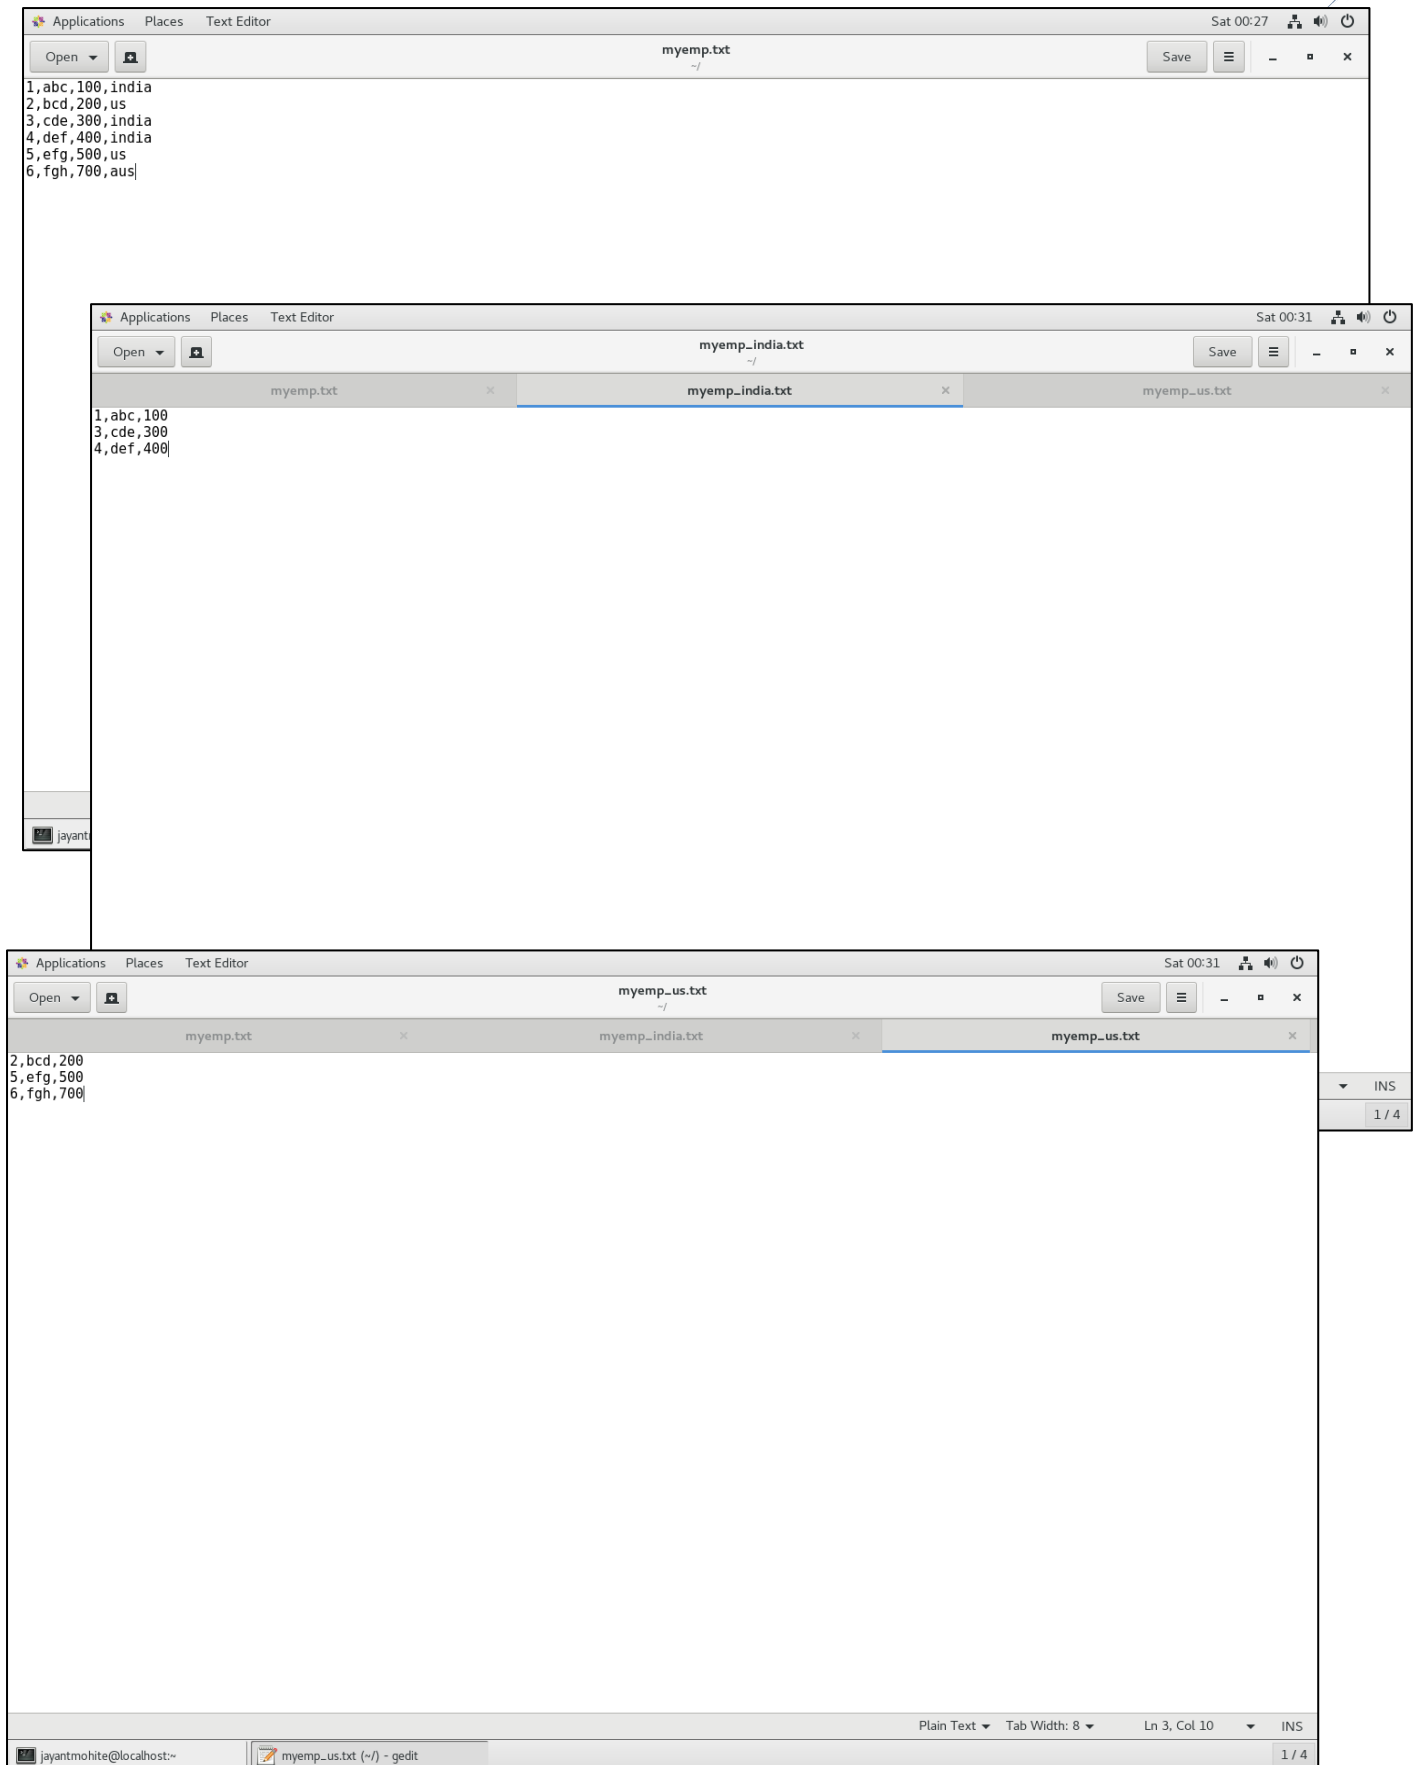 Applications Places Text Editor Sat 00:27
Open myemp.txt Save
~/
1,abc,100,india
2,bcd,200,us
3,cde,300,india
4,def,400,india
5,efg,500,us
6,fgh,700,aus
Applications Places Text Editor Sat 00:31
Open myemp_india.txt Save
~/
myemp.txt myemp_india.txt myemp_us.txt
1,abc,100
3,cde,300
4,def,400
jayant
Applications Places Text Editor Sat 00:31
Open myemp_us.txt Save
~/
myemp.txt myemp_india.txt myemp_us.txt
2,bcd,200
5,efg,500
6,fgh,700
INS
1 / 4
Plain Text Tab Width: 8 Ln 3, Col 10 INS
jayantmohite@localhost:~ myemp_us.txt (~/) - gedit 1 / 4